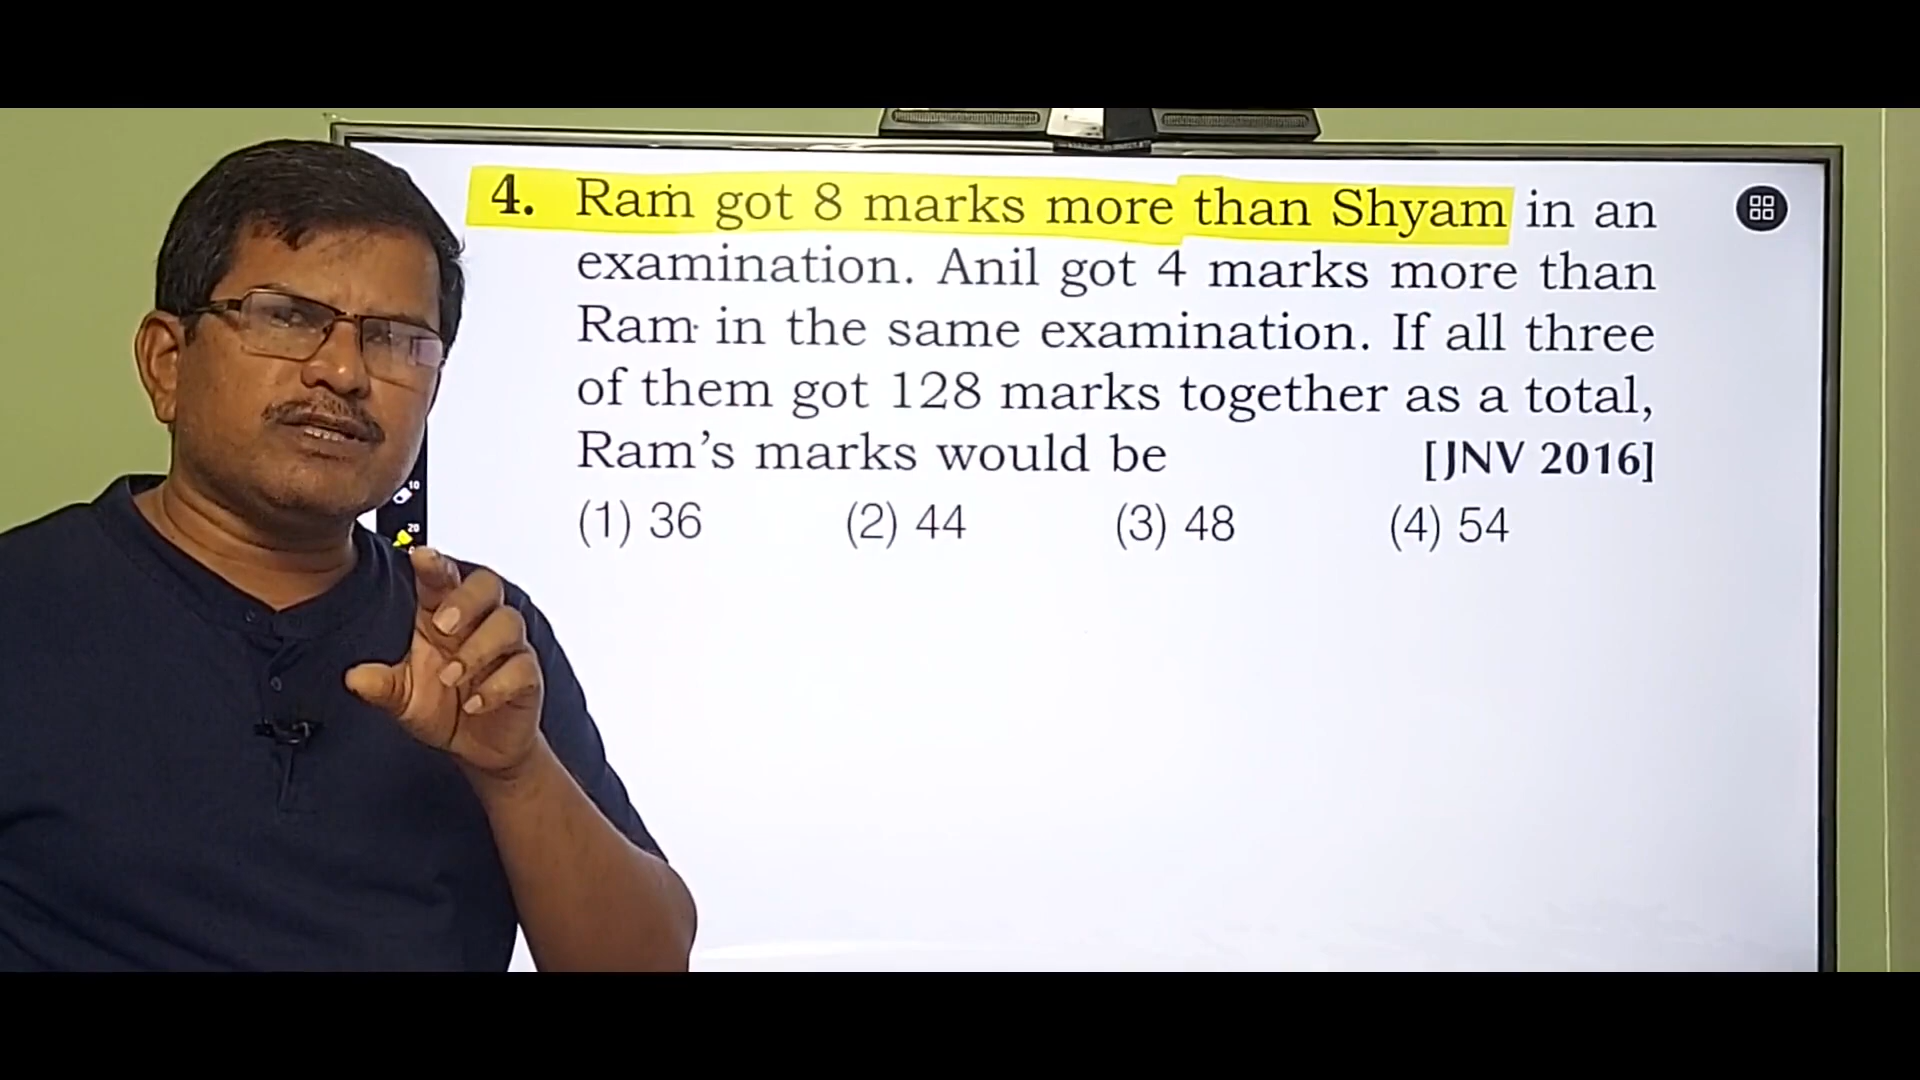 4. Ram got 8 marks more than Shyam in an
examination. Anil got 4 marks more than
Ram in the same examination. If all three
of them got 128 marks together as a total,
Ram’s marks would be [JNV 2016]
(1) 36 (2) 44 (3) 48 (4) 54
10
20